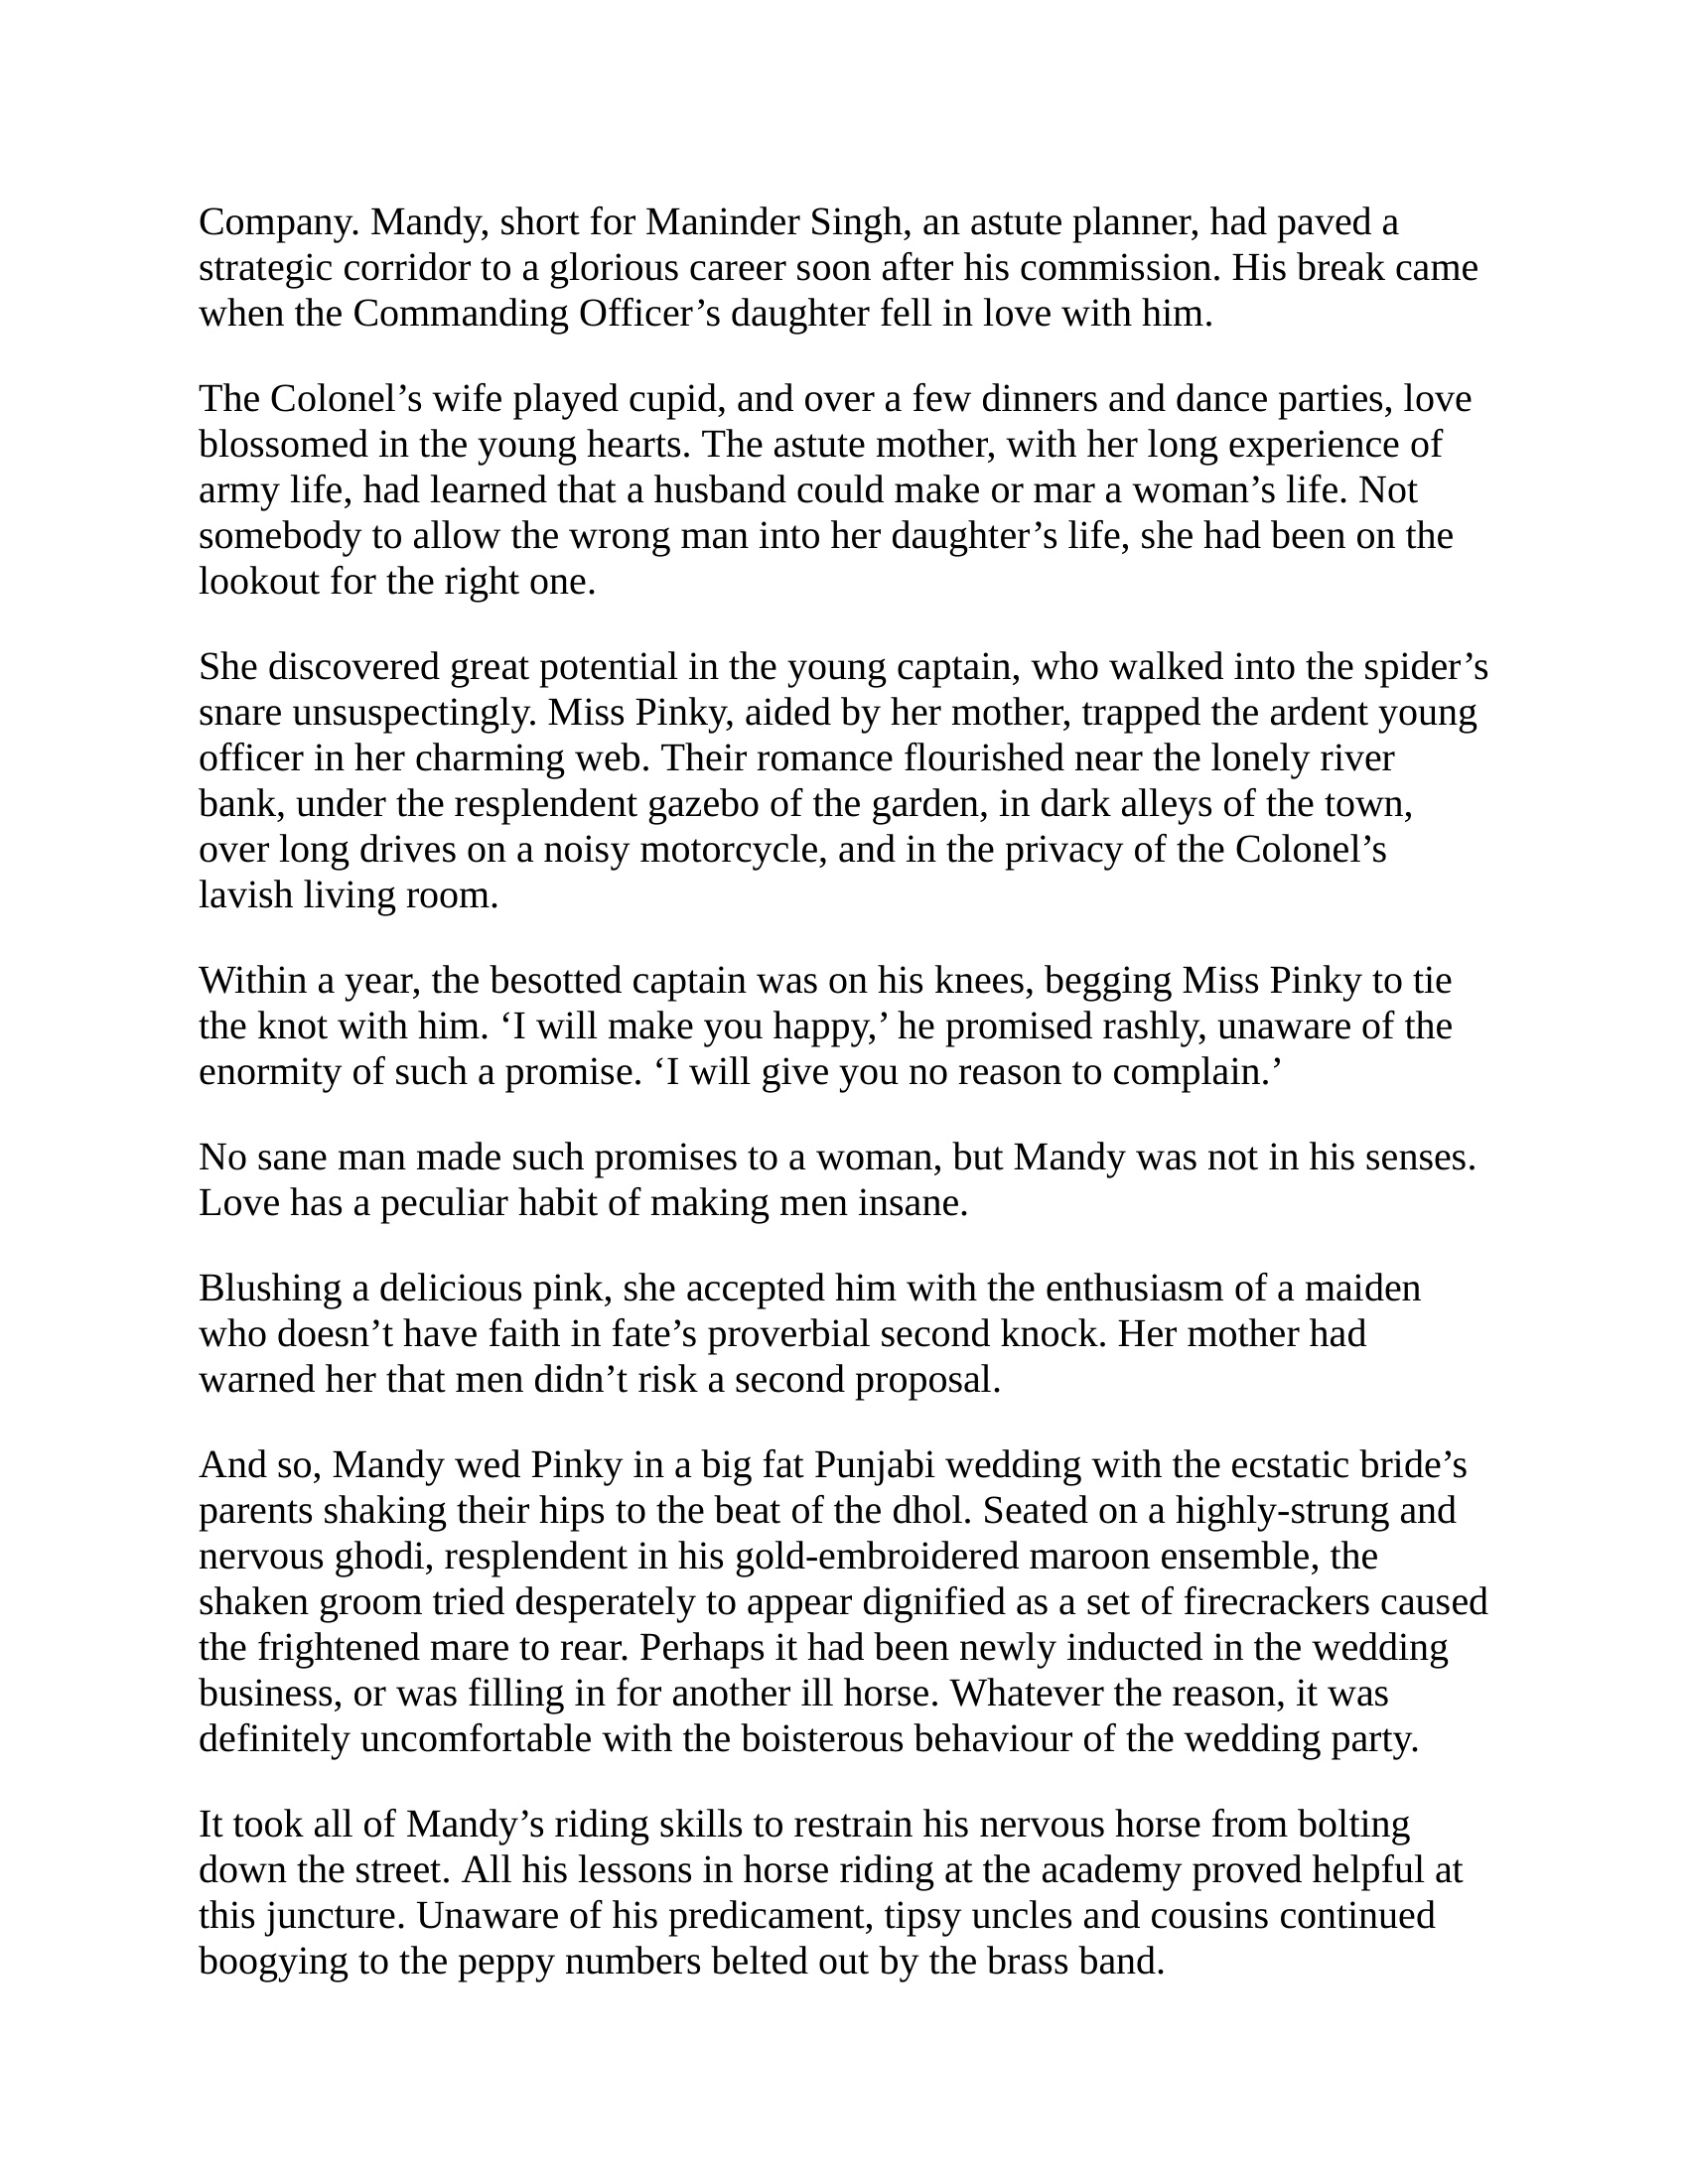 Company. Mandy, short for Maninder Singh, an astute planner, had paved a
strategic corridor to a glorious career soon after his commission. His break came
when the Commanding Officer’s daughter fell in love with him.
The Colonel’s wife played cupid, and over a few dinners and dance parties, love
blossomed in the young hearts. The astute mother, with her long experience of
army life, had learned that a husband could make or mar a woman’s life. Not
somebody to allow the wrong man into her daughter’s life, she had been on the
lookout for the right one.
She discovered great potential in the young captain, who walked into the spider’s
snare unsuspectingly. Miss Pinky, aided by her mother, trapped the ardent young
officer in her charming web. Their romance flourished near the lonely river
bank, under the resplendent gazebo of the garden, in dark alleys of the town,
over long drives on a noisy motorcycle, and in the privacy of the Colonel’s
lavish living room.
Within a year, the besotted captain was on his knees, begging Miss Pinky to tie
the knot with him. ‘I will make you happy,’ he promised rashly, unaware of the
enormity of such a promise. ‘I will give you no reason to complain.’
No sane man made such promises to a woman, but Mandy was not in his senses.
Love has a peculiar habit of making men insane.
Blushing a delicious pink, she accepted him with the enthusiasm of a maiden
who doesn’t have faith in fate’s proverbial second knock. Her mother had
warned her that men didn’t risk a second proposal.
And so, Mandy wed Pinky in a big fat Punjabi wedding with the ecstatic bride’s
parents shaking their hips to the beat of the dhol. Seated on a highly-strung and
nervous ghodi, resplendent in his gold-embroidered maroon ensemble, the
shaken groom tried desperately to appear dignified as a set of firecrackers caused
the frightened mare to rear. Perhaps it had been newly inducted in the wedding
business, or was filling in for another ill horse. Whatever the reason, it was
definitely uncomfortable with the boisterous behaviour of the wedding party.
It took all of Mandy’s riding skills to restrain his nervous horse from bolting
down the street. All his lessons in horse riding at the academy proved helpful at
this juncture. Unaware of his predicament, tipsy uncles and cousins continued
boogying to the peppy numbers belted out by the brass band.